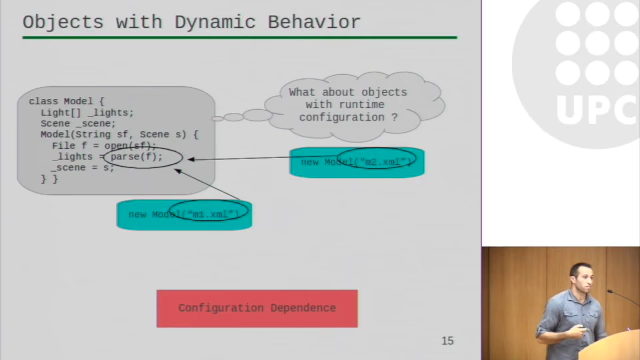 Objects with Dynamic Behavior
What about objects
with runtime
configuration ?
class Model {
Light[] _lights;
Scene _scene;
Model(String sf, Scene s) {
File f = open(sf);
_lights = parse(f);
_scene = s;
} }
new Model("m2.xml")
new Model("m1.xml")
Configuration Dependence
15
UPC